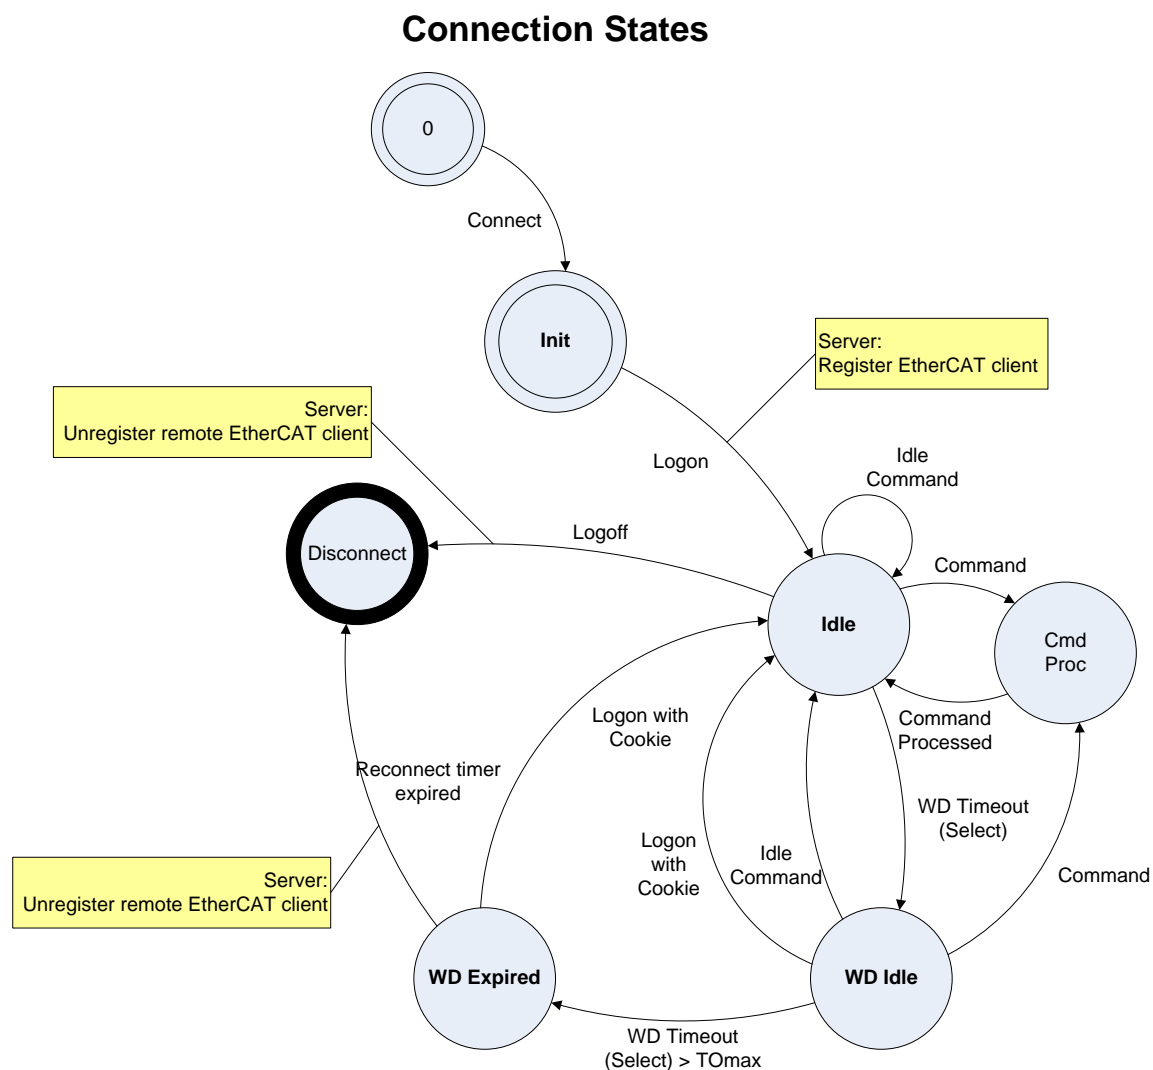 Connection States
0
Connect
Init
Server:
Register EtherCAT client
Server:
Unregister remote EtherCAT client
Logon
Idle
Command
Disconnect
Logoff
Command
Idle
Cmd
Proc
Logon with
Cookie
Command
Processed
Reconnect timer
expired
WD Timeout
(Select)
Logon
with
Cookie
Idle
Command
Command
Server:
Unregister remote EtherCAT client
WD Expired
WD Idle
WD Timeout
(Select) > TOmax